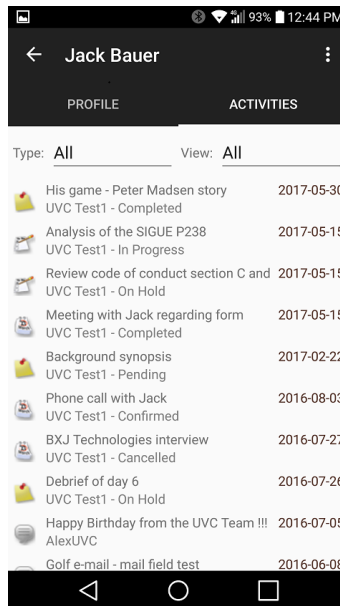 4G 93% 12:44 PM
Jack Bauer
PROFILE ACTIVITIES
Type: All View: All
His game - Peter Madsen story 2017-05-30
UVC Test1 - Completed
Analysis of the SIGUE P238 2017-05-15
UVC Test1 - In Progress
Review code of conduct section C and 2017-05-15
UVC Test1 - On Hold
Meeting with Jack regarding form 2017-05-15
UVC Test1 - Completed
Background synopsis 2017-02-22
UVC Test1 - Pending
Phone call with Jack 2016-08-03
UVC Test1 - Confirmed
BXJ Technologies interview 2016-07-27
UVC Test1 - Cancelled
Debrief of day 6 2016-07-26
UVC Test1 - On Hold
Happy Birthday from the UVC Team !!! 2016-07-05
AlexUVC
Golf e-mail - mail field test 2016-06-08